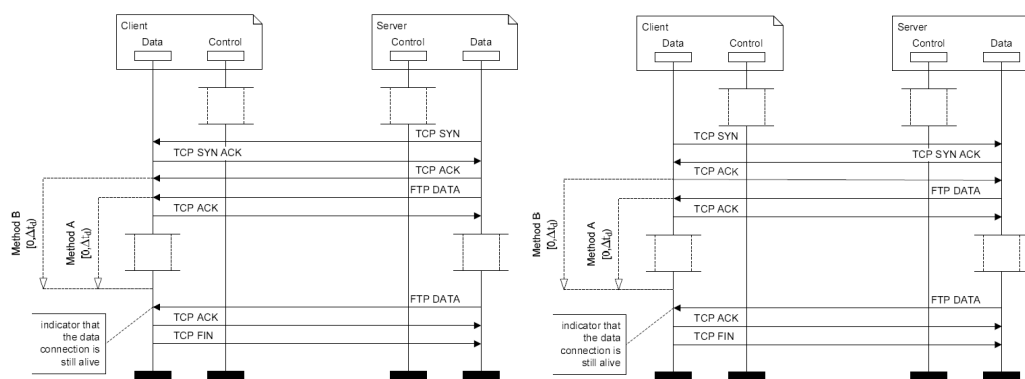 Client
Data
Control
Server
Control
Data
TCP SYN
TCP SYN ACK
TCP ACK
FTP DATA
TCP ACK
Method B
[0,Δtd]
Method A
[0,Δtd]
FTP DATA
TCP ACK
TCP FIN
indicator that
the data
connection is
still alive
Client
Data
Control
Server
Control
Data
TCP SYN
TCP SYN ACK
TCP ACK
FTP DATA
TCP ACK
Method B
[0,Δtd]
Method A
[0,Δtd]
FTP DATA
TCP ACK
TCP FIN
indicator that
the data
connection is
still alive